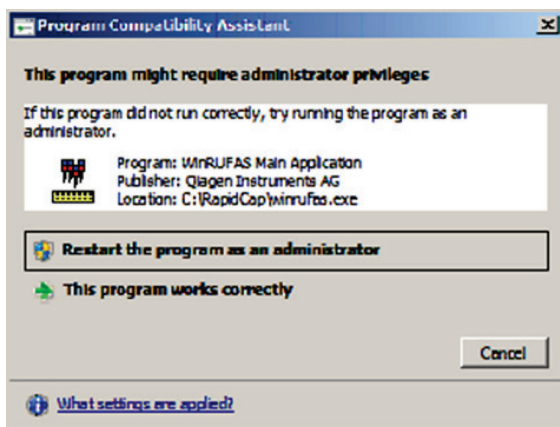 Program Compatibility Assistant
This program might require administrator privileges
If this program did not run correctly, try running the program as an
administrator.
Program: WinRUFAS Main Application
Publisher: Qiagen Instruments AG
Location: C:\RapidCap\winrufas.exe
Restart the program as an administrator
This program works correctly
Cancel
What settings are applied?